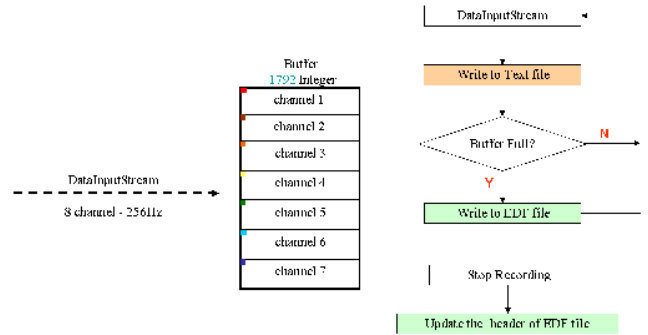 DataInputStream
8 channel - 256Hz
Buffer
1792 Integer
channel 1
channel 2
channel 3
channel 4
channel 5
channel 6
channel 7
DataInputStream
Write to Text file
Buffer Full?
N
Y
Write to EDF file
Stop Recording
Update the header of EDF file